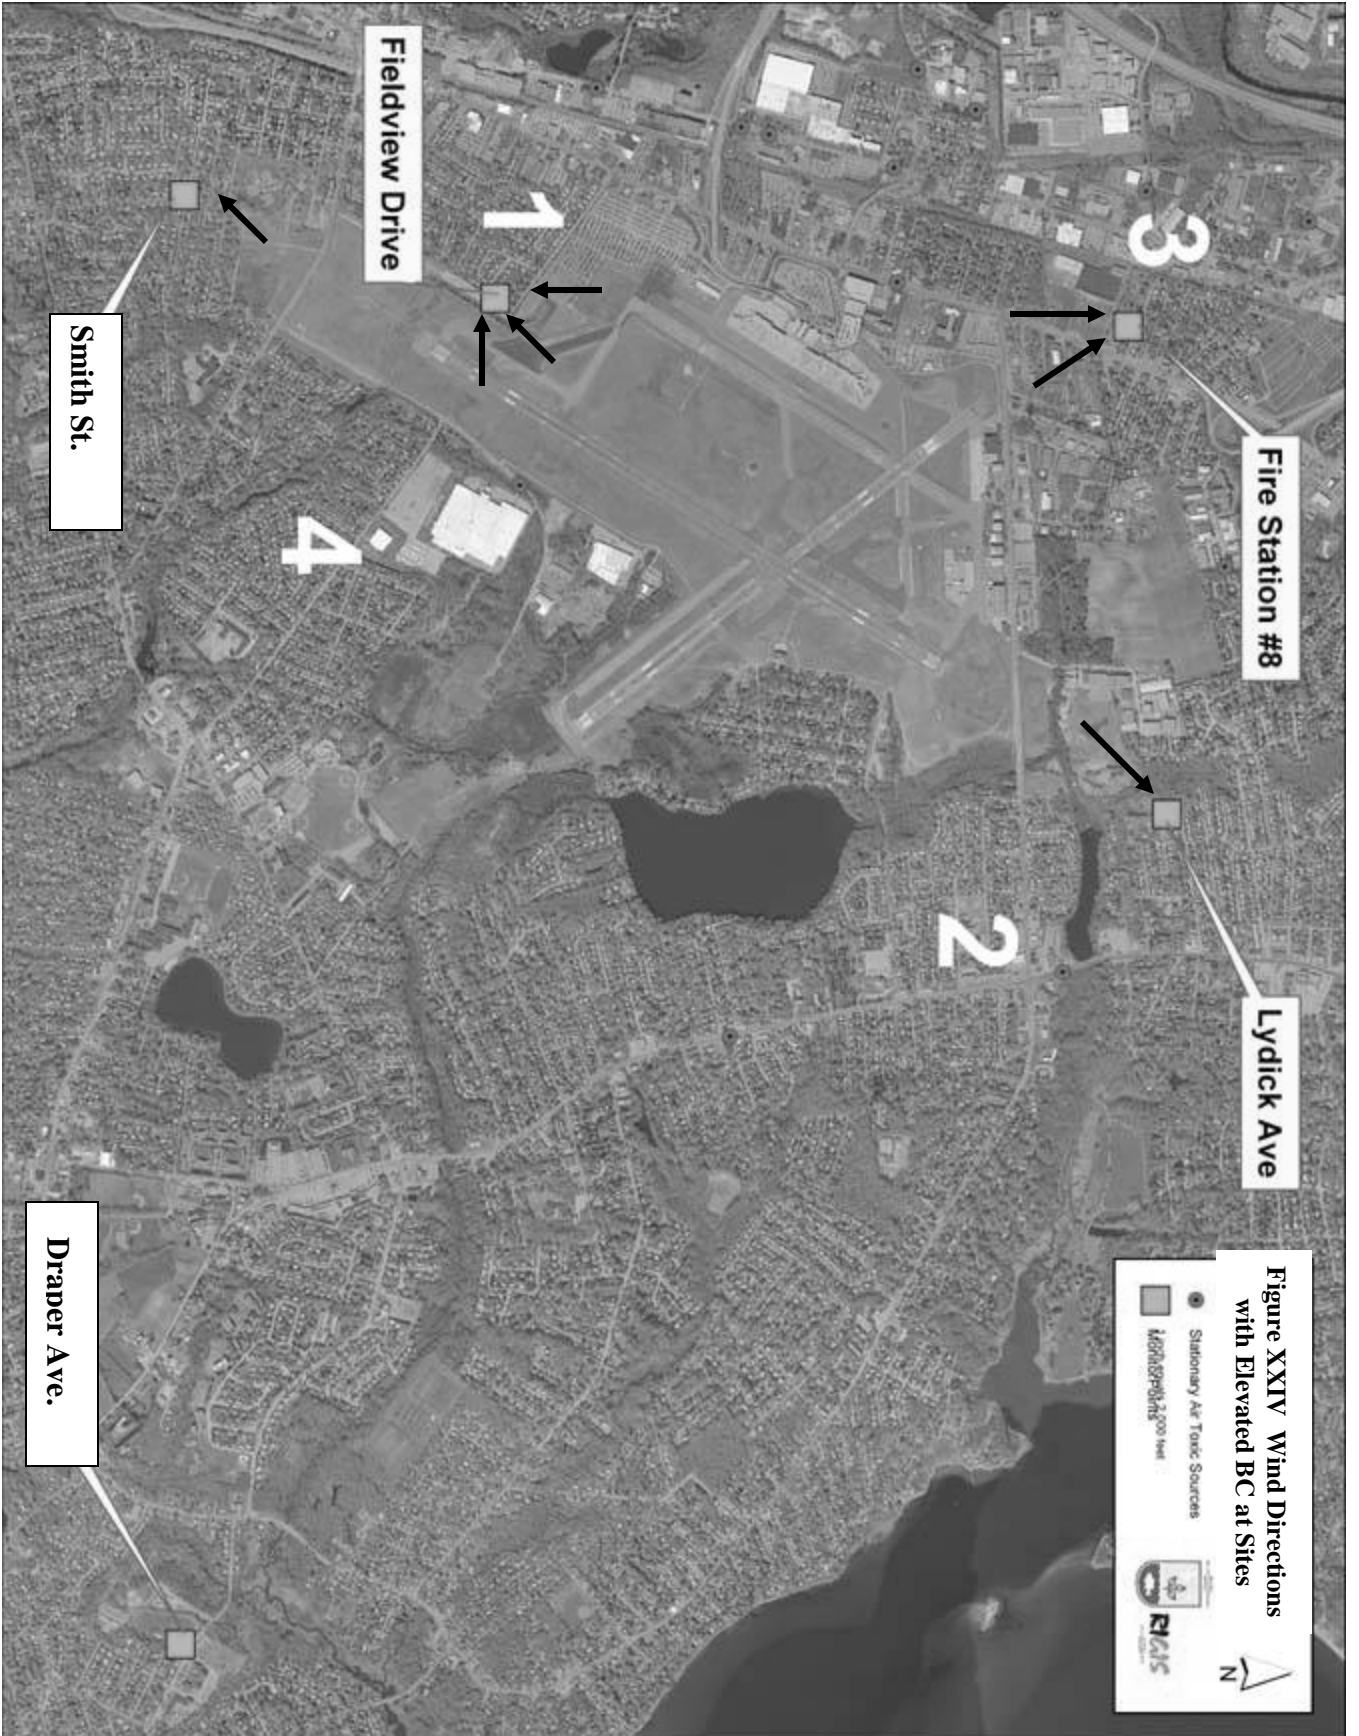 Figure XXIV Wind Directions
with Elevated BC at Sites
Stationary Air Toxic Sources
N
RIGIS
Fire Station #8
Lydick Ave
3
2
1
4
Fieldview Drive
Smith St.
Draper Ave.